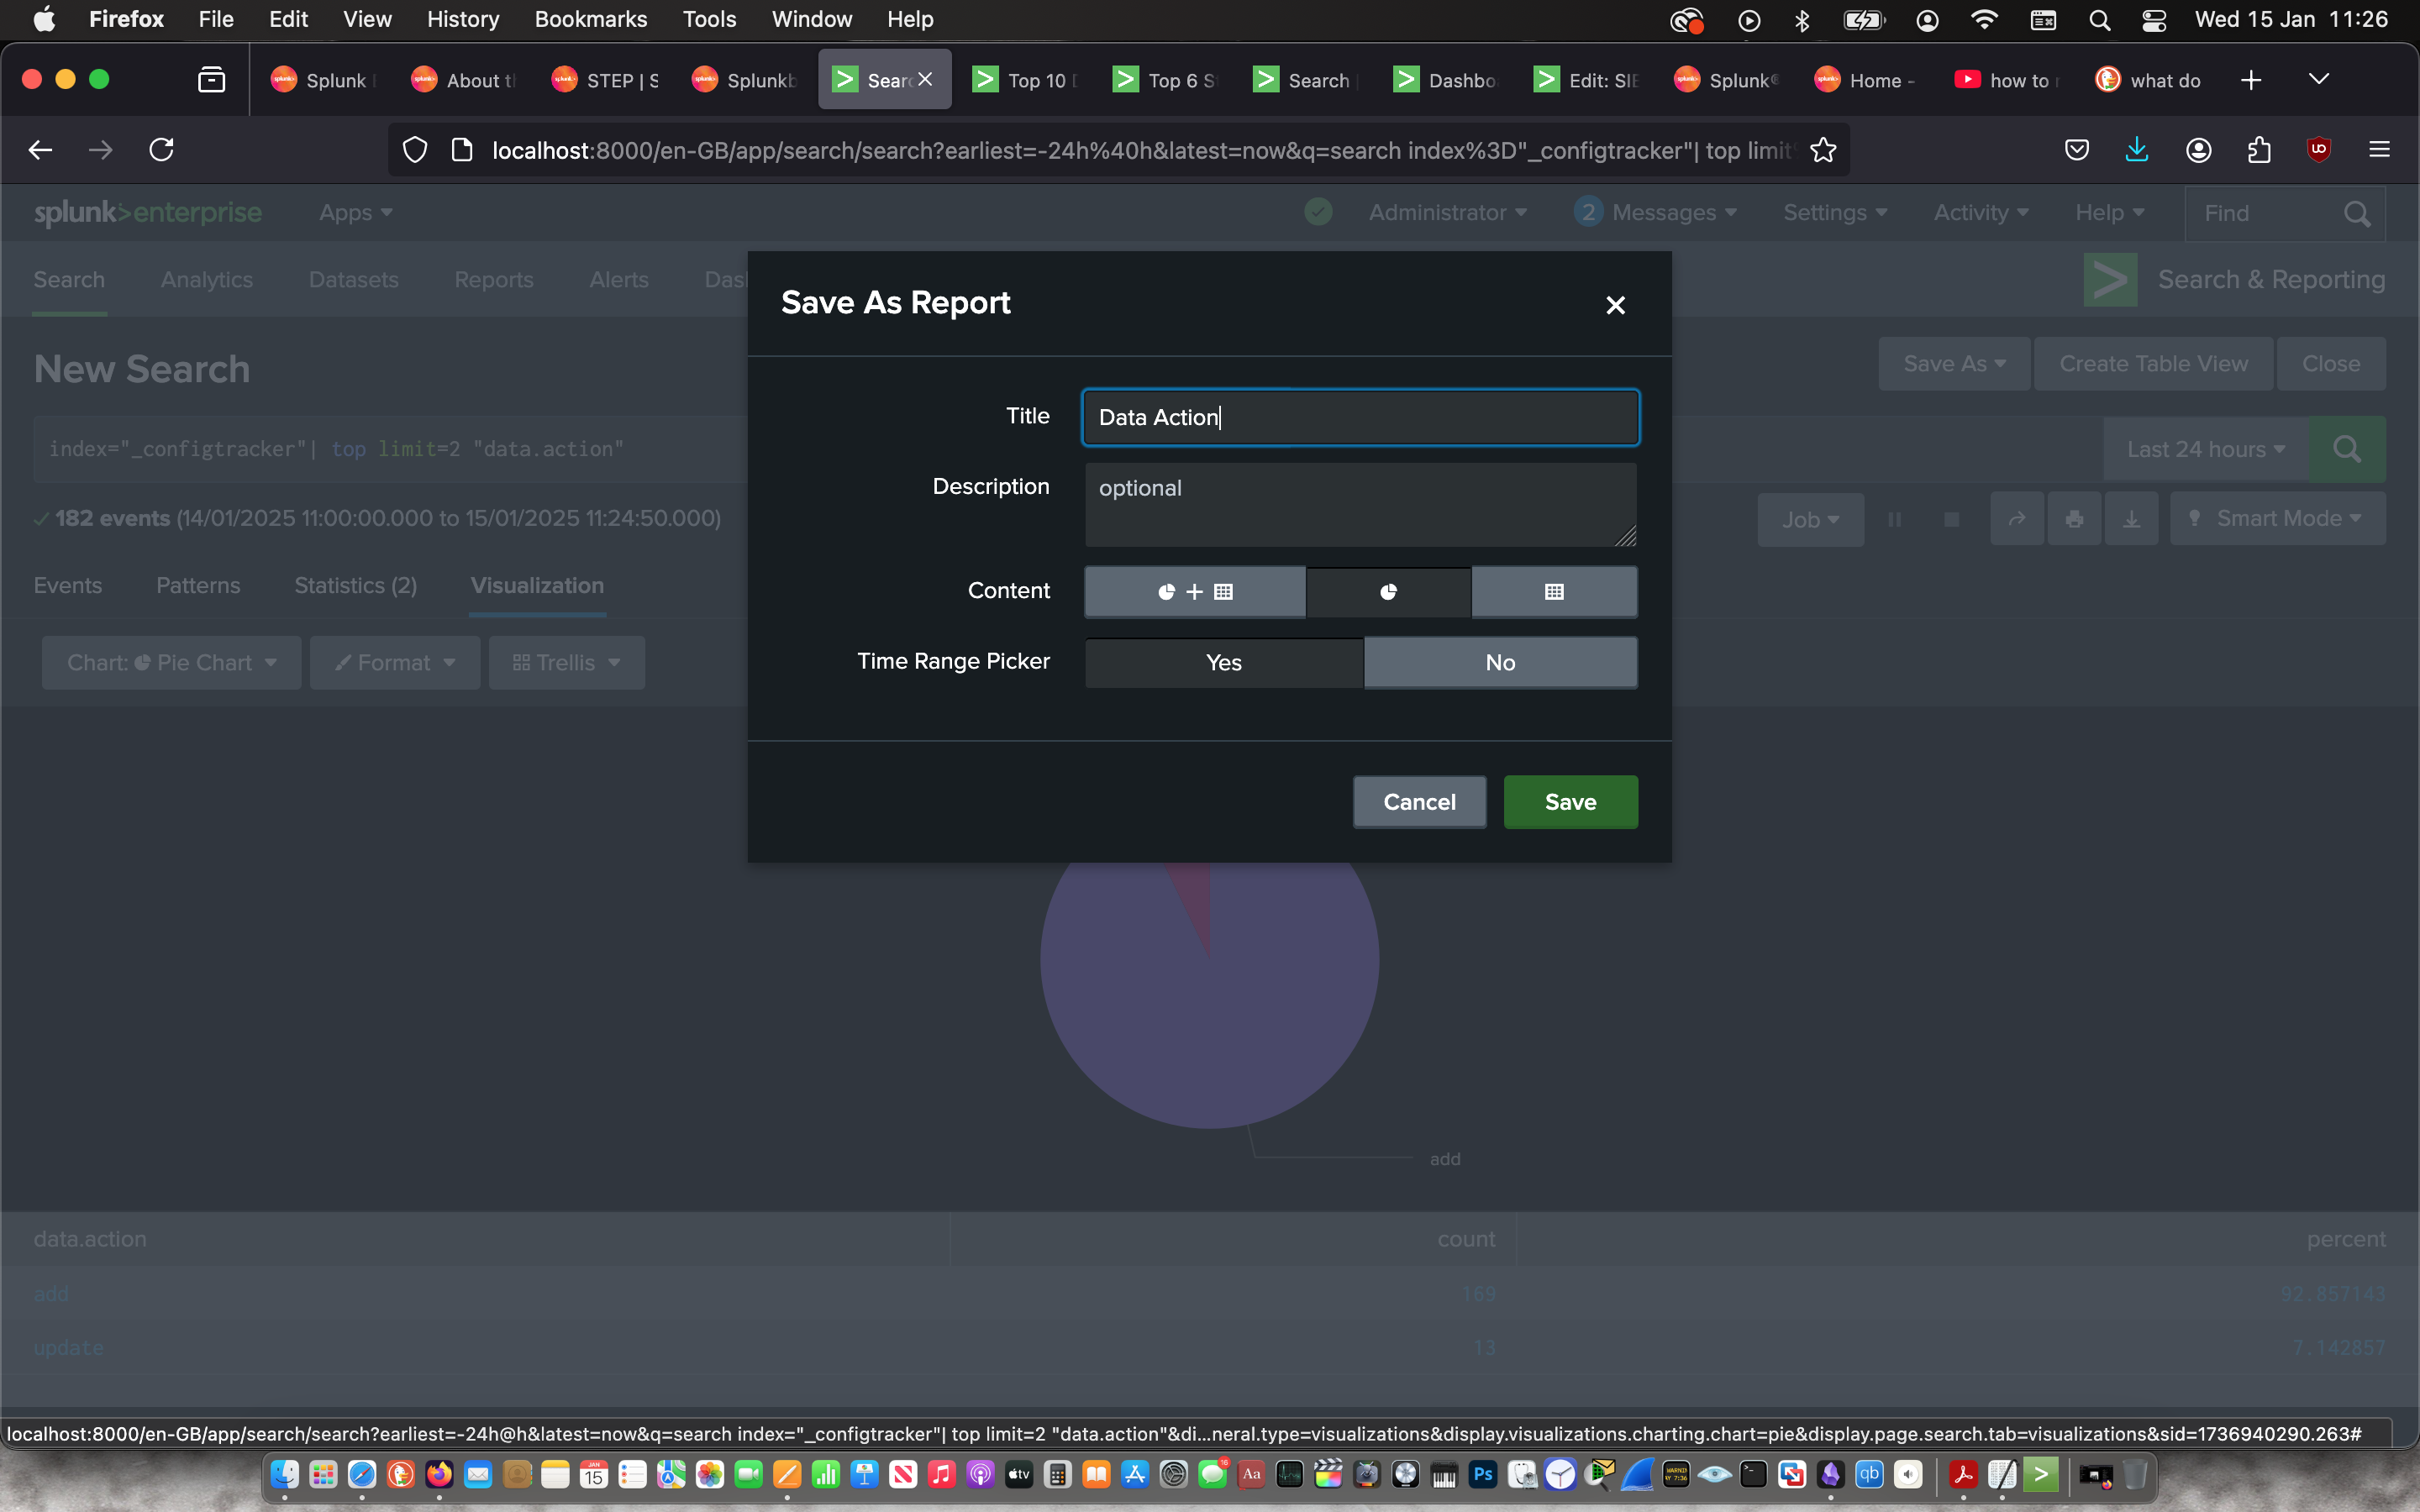 Firefox File Edit View History Bookmarks Tools Window Help Wed 15 Jan 11:26
Splunk About t STEP | S Splunkb Sear Top 10 Top 6 S Search Dashbo Edit: SIE Splunk® Home - how to what do
localhost:8000/en-GB/app/search/search?earliest=-24h%40h&latest=now&q=search index%3D"_configtracker"| top limit
splunk>enterprise Apps Administrator 2 Messages Settings Activity Help Find
Search Analytics Datasets Reports Alerts Das Search & Reporting
Save As Report
New Search Save As Create Table View Close
Title Data Action
index="_configtracker"| top limit=2 "data.action" Last 24 hours
Description optional
182 events (14/01/2025 11:00:00.000 to 15/01/2025 11:24:50.000) Job Smart Mode
Events Patterns Statistics (2) Visualization
Content
Chart: Pie Chart Format Trellis
Time Range Picker Yes No
Cancel Save
add
data.action count percent
add 169 92.857143
update 13 7.142857
localhost:8000/en-GB/app/search/search?earliest=-24h@h&latest=now&q=search index="_configtracker"| top limit=2 "data.action"&di...neral.type=visualizations&display.visualizations.charting.chart=pie&display.page.search.tab=visualizations&sid=1736940290.263#
JAN 15 tv 16 Aa Ps qb